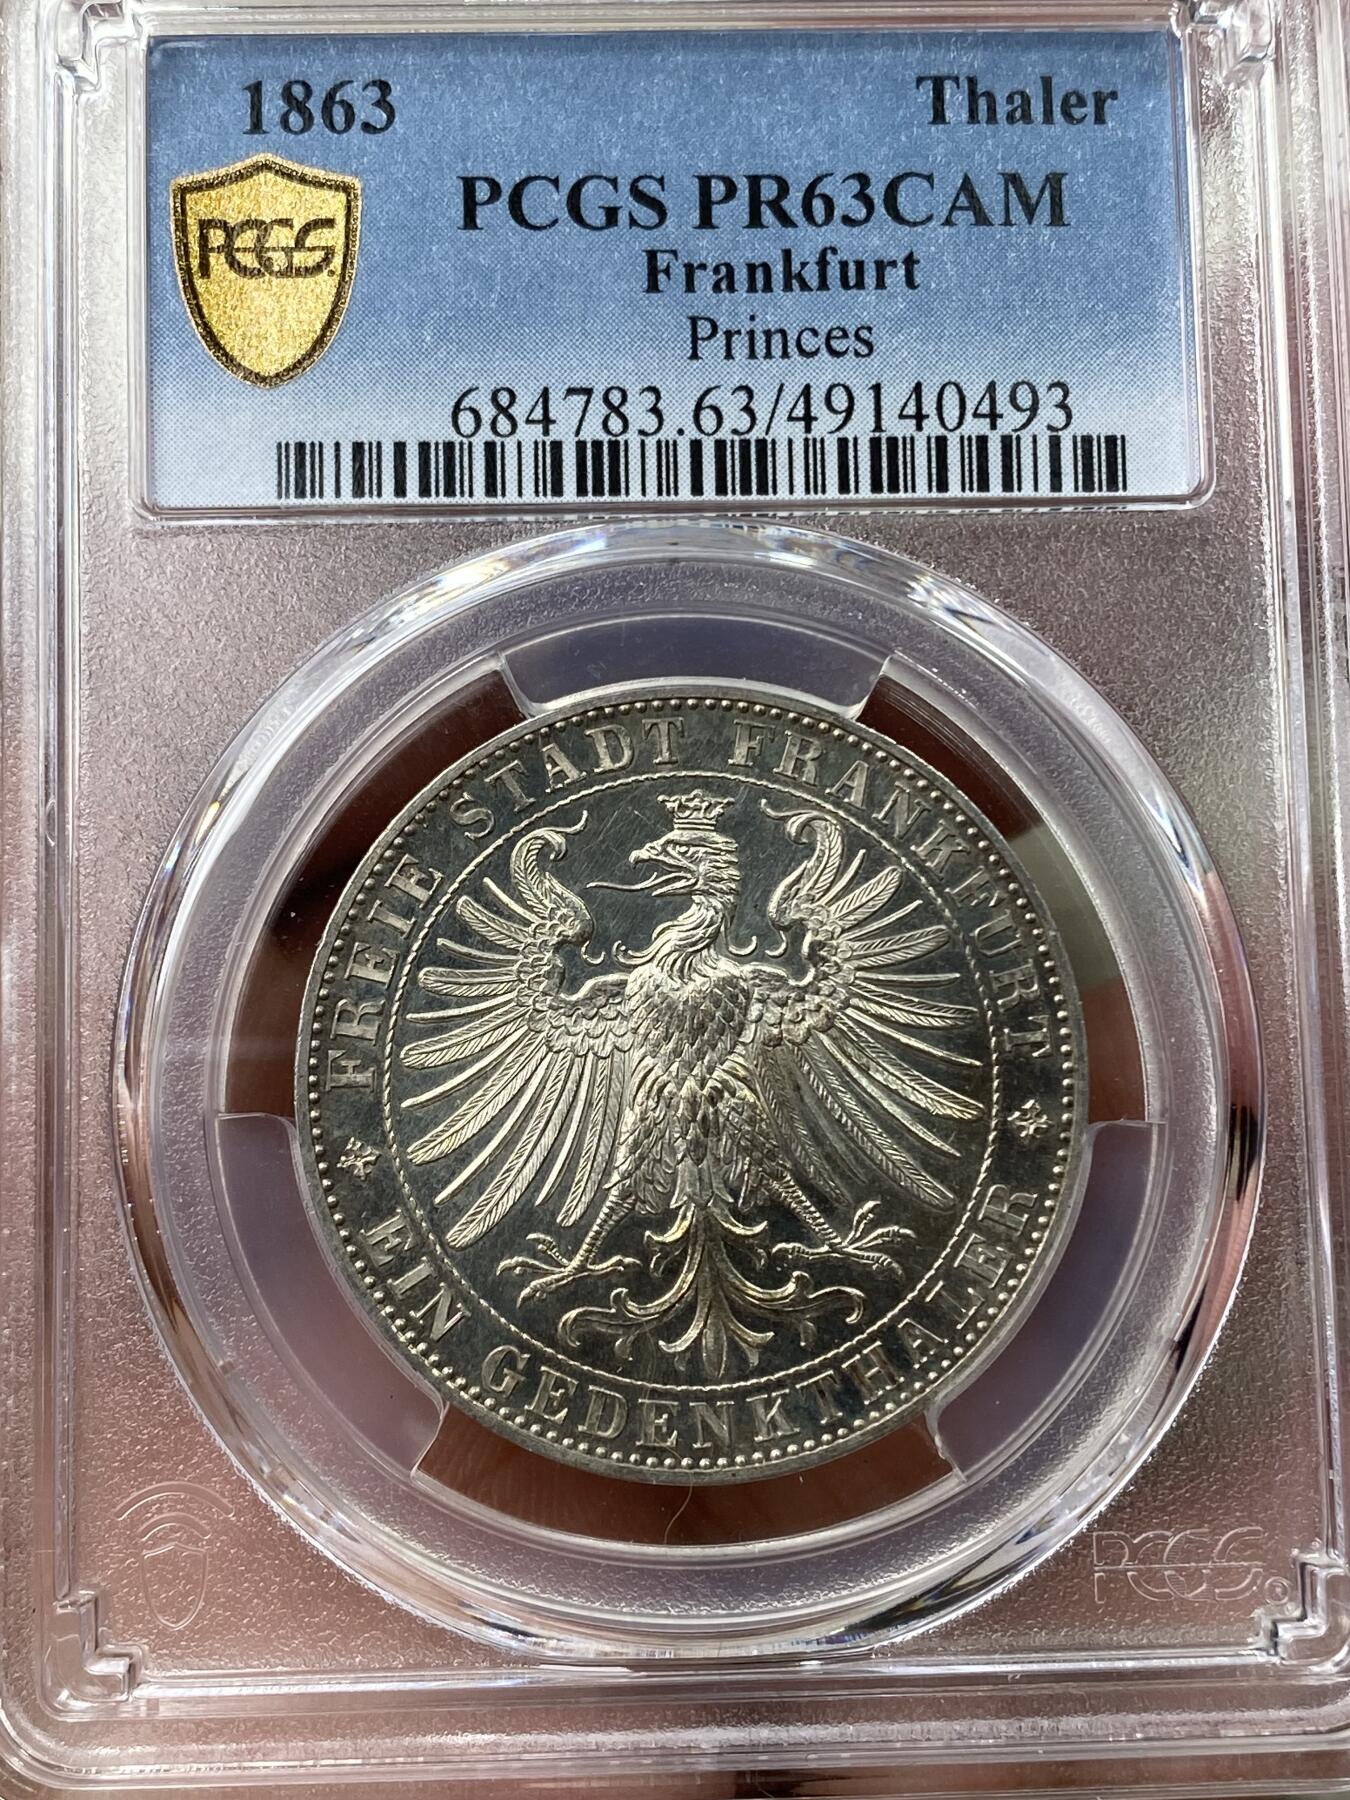 1863 Thaler
PCGS PR63CAM
PCGS
Frankfurt
Princes
684783.63/49140493
FREIE STADT FRANKFURT
EIN GEDENKTHALER
PCGS